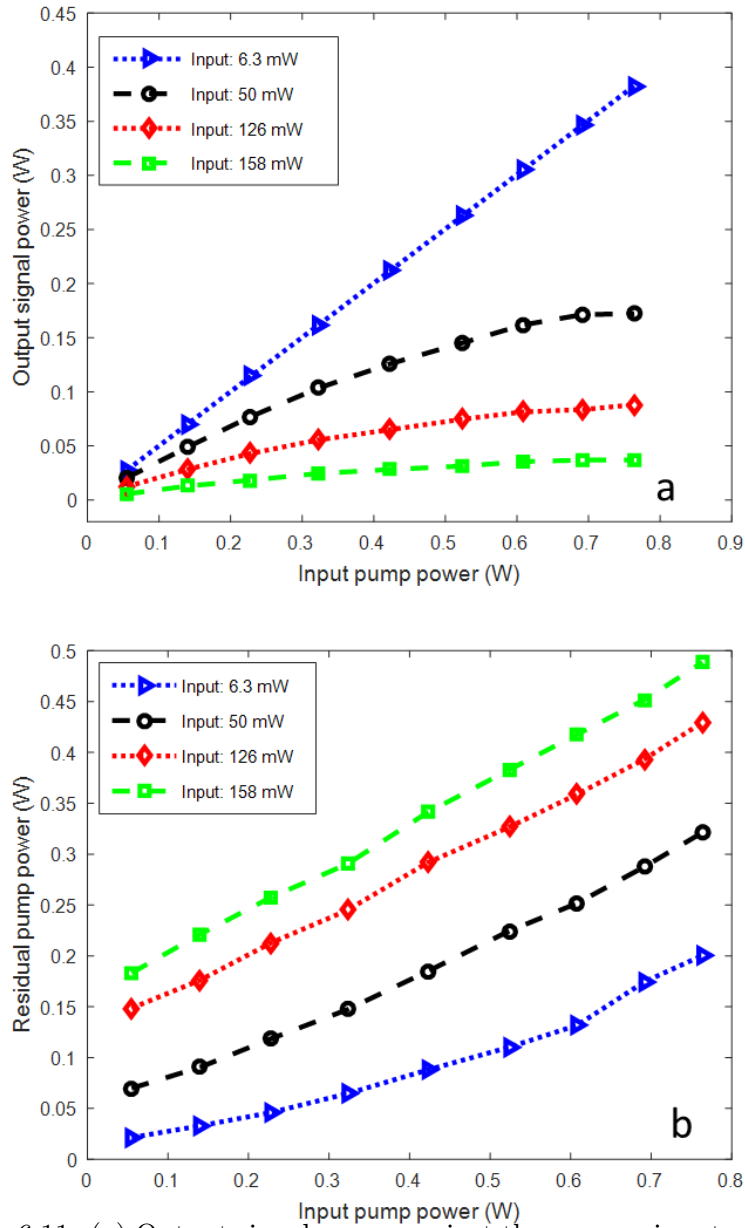 0.45
0.4
0.35
0.3
0.25
0.2
0.15
0.1
0.05
0
Output signal power (W)
Input: 6.3 mW
Input: 50 mW
Input: 126 mW
Input: 158 mW
a
0 0.1 0.2 0.3 0.4 0.5 0.6 0.7 0.8 0.9
Input pump power (W)
0.5
0.45
0.4
0.35
0.3
0.25
0.2
0.15
0.1
0.05
0
Residual pump power (W)
Input: 6.3 mW
Input: 50 mW
Input: 126 mW
Input: 158 mW
b
0 0.1 0.2 0.3 0.4 0.5 0.6 0.7 0.8
Input pump power (W)